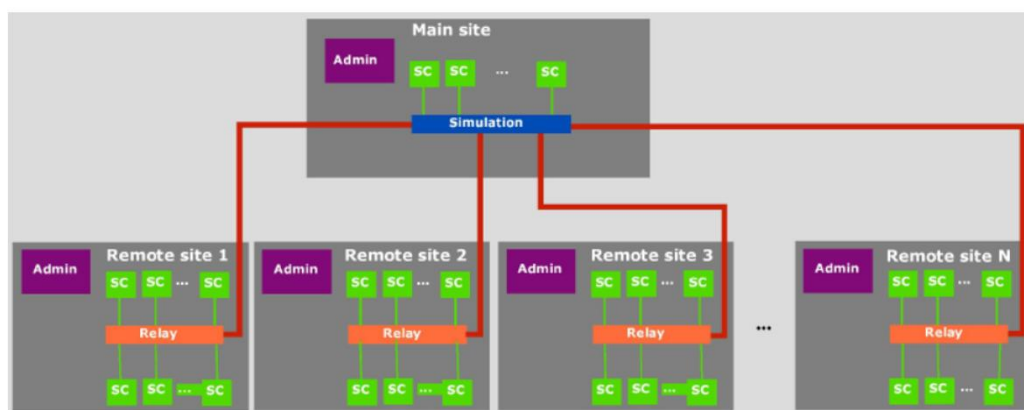 Main site
Admin
SC SC ... SC
Simulation
Remote site 1
Admin
SC SC ... SC
Relay
SC SC ... SC
Remote site 2
Admin
SC SC ... SC
Relay
SC SC ... SC
Remote site 3
Admin
SC SC ... SC
Relay
SC SC ... SC
...
Remote site N
Admin
SC SC ... SC
Relay
SC SC ... SC